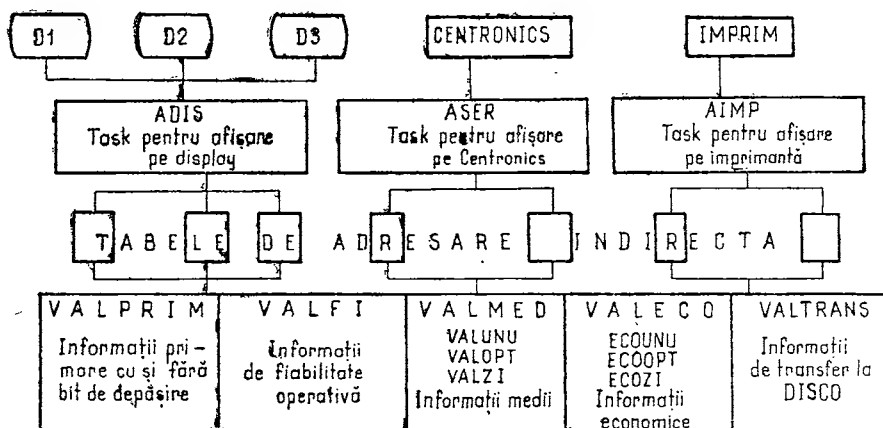 D1 D2 D3 CENTRONICS IMPRIM
ADIS
Task pentru afişare
pe display
ASER
Task pentru afişare
pe Centronics
AIMP
Task pentru afişare
pe imprimantă
TABELE DE ADRESARE INDIRECTA
VALPRIM
Informaţii pri-
mare cu şi fără
bit de depăşire
VALFI
Informaţii
de fiabilitate
operativă
VALMED
VALUNU
VALOPT
VALZI
Informaţii medii
VALECO
ECOUNU
ECOOPT
ECOZI
Informaţii
economice
VALTRANS
Informaţii
de transfer la
DISCO